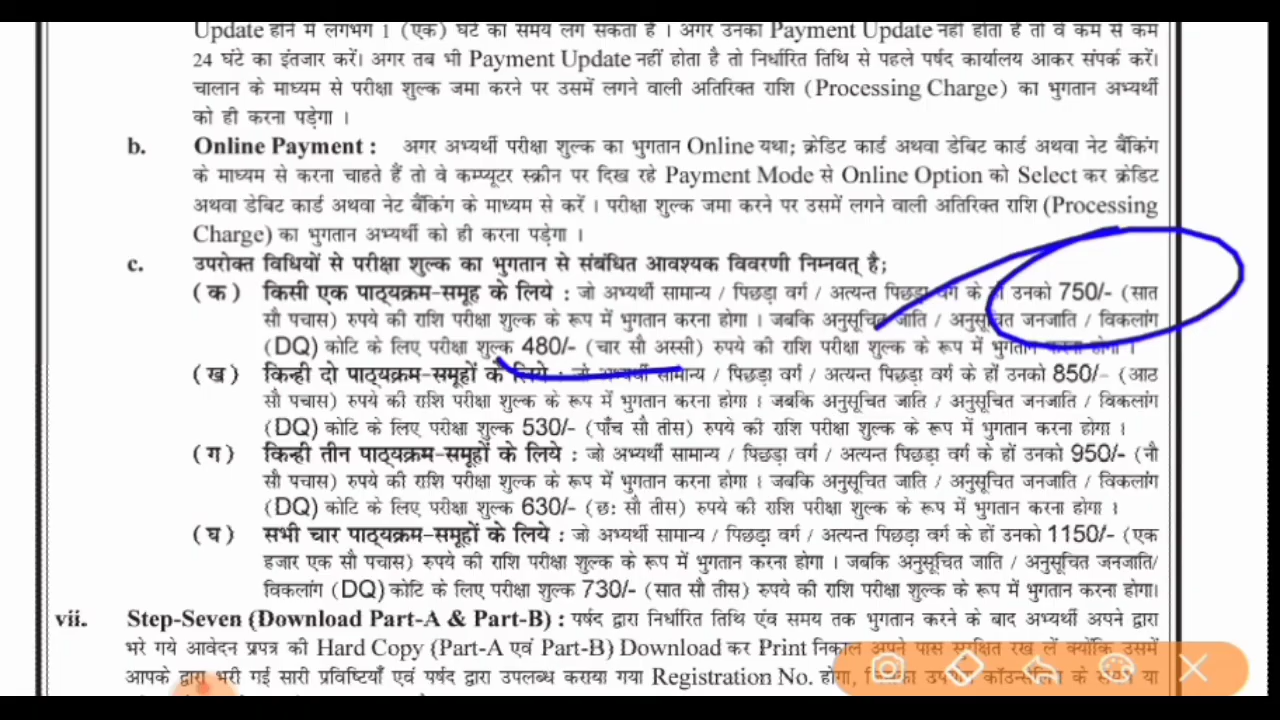 Update होने में लगभग 1 (एक) घंटे का समय लग सकता है । अगर उनका Payment Update नहीं होता है तो वे कम से कम
24 घंटे का इंतजार करें। अगर तब भी Payment Update नहीं होता है तो निर्धारित तिथि से पहले पर्षद कार्यालय आकर संपर्क करें।
चालान के माध्यम से परीक्षा शुल्क जमा करने पर उसमें लगने वाली अतिरिक्त राशि (Processing Charge) का भुगतान अभ्यर्थी
को ही करना पड़ेगा ।
b. Online Payment : अगर अभ्यर्थी परीक्षा शुल्क का भुगतान Online यथा; क्रेडिट कार्ड अथवा डेबिट कार्ड अथवा नेट बैंकिंग
के माध्यम से करना चाहते हैं तो वे कम्प्यूटर स्क्रीन पर दिख रहे Payment Mode से Online Option को Select कर क्रेडिट
अथवा डेबिट कार्ड अथवा नेट बैंकिंग के माध्यम से करें । परीक्षा शुल्क जमा करने पर उसमें लगने वाली अतिरिक्त राशि (Processing
Charge) का भुगतान अभ्यर्थी को ही करना पड़ेगा ।
c. उपरोक्त विधियों से परीक्षा शुल्क का भुगतान से संबंधित आवश्यक विवरणी निम्नवत् है;
(क) किसी एक पाठ्यक्रम-समूह के लिये : जो अभ्यर्थी सामान्य / पिछड़ा वर्ग / अत्यन्त पिछड़ा वर्ग के हों उनको 750/- (सात
सौ पचास) रुपये की राशि परीक्षा शुल्क के रूप में भुगतान करना होगा । जबकि अनुसूचित जाति / अनुसूचित जनजाति / विकलांग
(DQ) कोटि के लिए परीक्षा शुल्क 480/- (चार सौ अस्सी) रुपये की राशि परीक्षा शुल्क के रूप में भुगतान करना होगा ।
(ख) किन्ही दो पाठ्यक्रम-समूहों के लिये : जो अभ्यर्थी सामान्य / पिछड़ा वर्ग / अत्यन्त पिछड़ा वर्ग के हों उनको 850/- (आठ
सौ पचास) रुपये की राशि परीक्षा शुल्क के रूप में भुगतान करना होगा । जबकि अनुसूचित जाति / अनुसूचित जनजाति / विकलांग
(DQ) कोटि के लिए परीक्षा शुल्क 530/- (पाँच सौ तीस) रुपये की राशि परीक्षा शुल्क के रूप में भुगतान करना होगा ।
(ग) किन्ही तीन पाठ्यक्रम-समूहों के लिये : जो अभ्यर्थी सामान्य / पिछड़ा वर्ग / अत्यन्त पिछड़ा वर्ग के हों उनको 950/- (नौ
सौ पचास) रुपये की राशि परीक्षा शुल्क के रूप में भुगतान करना होगा । जबकि अनुसूचित जाति / अनुसूचित जनजाति / विकलांग
(DQ) कोटि के लिए परीक्षा शुल्क 630/- (छः सौ तीस) रुपये की राशि परीक्षा शुल्क के रूप में भुगतान करना होगा ।
(घ) सभी चार पाठ्यक्रम-समूहों के लिये : जो अभ्यर्थी सामान्य / पिछड़ा वर्ग / अत्यन्त पिछड़ा वर्ग के हों उनको 1150/- (एक
हजार एक सौ पचास) रुपये की राशि परीक्षा शुल्क के रूप में भुगतान करना होगा । जबकि अनुसूचित जाति / अनुसूचित जनजाति/
विकलांग (DQ) कोटि के लिए परीक्षा शुल्क 730/- (सात सौ तीस) रुपये की राशि परीक्षा शुल्क के रूप में भुगतान करना होगा।
vii. Step-Seven (Download Part-A & Part-B) : पर्षद द्वारा निर्धारित तिथि एंव समय तक भुगतान करने के बाद अभ्यर्थी अपने द्वारा
भरे गये आवेदन प्रपत्र की Hard Copy (Part-A एवं Part-B) Download कर Print निकाल अपने पास सुरक्षित रख लें क्योंकि उसमें
आपके द्वारा भरी गई सारी प्रविष्टियाँ एवं पर्षद द्वारा उपलब्ध कराया गया Registration No. होगा, जिसका उपयोग कॉउन्सलिंग के समय या